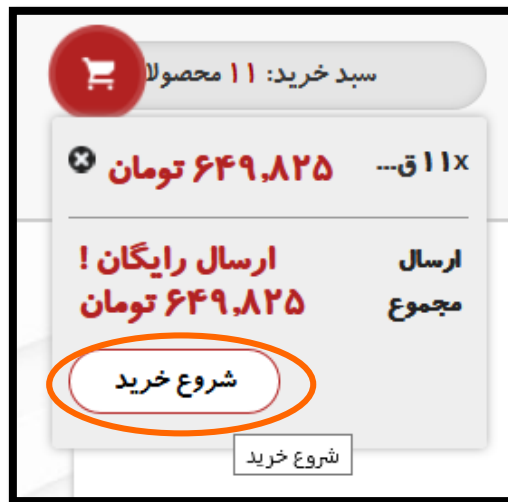 سبد خرید: ۱۱ محصولا
۱۱x ق... ۶۴۹,۸۲۵ تومان
ارسال ارسال رایگان !
مجموع ۶۴۹,۸۲۵ تومان
شروع خرید
شروع خرید